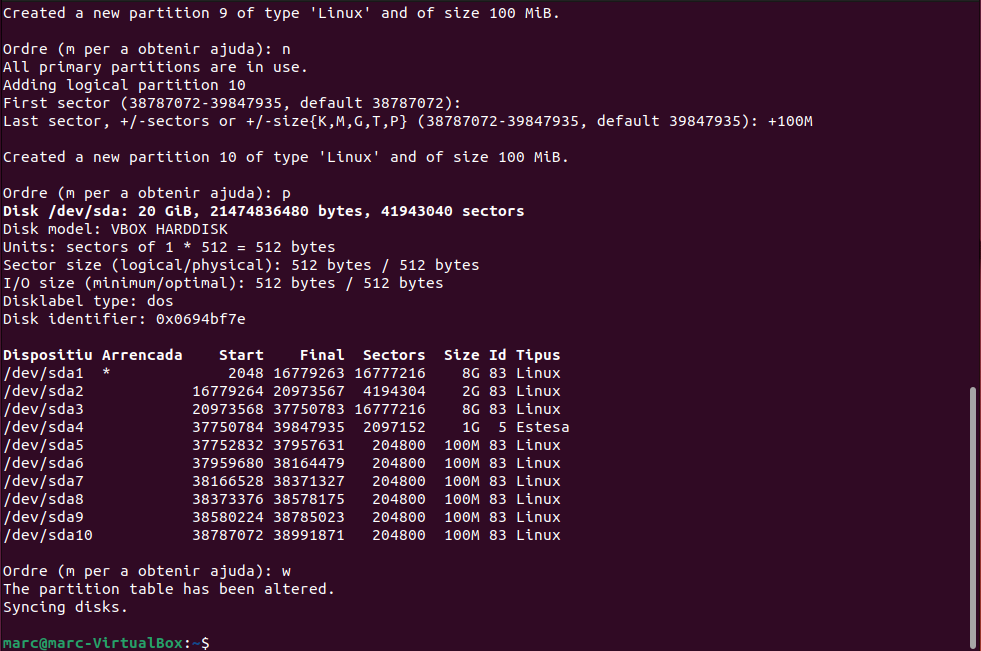 Created a new partition 9 of type 'Linux' and of size 100 MiB.
Ordre (m per a obtenir ajuda): n
All primary partitions are in use.
Adding logical partition 10
First sector (38787072-39847935, default 38787072):
Last sector, +/-sectors or +/-size{K,M,G,T,P} (38787072-39847935, default 39847935): +100M
Created a new partition 10 of type 'Linux' and of size 100 MiB.
Ordre (m per a obtenir ajuda): p
Disk /dev/sda: 20 GiB, 21474836480 bytes, 41943040 sectors
Disk model: VBOX HARDDISK
Units: sectors of 1 * 512 = 512 bytes
Sector size (logical/physical): 512 bytes / 512 bytes
I/O size (minimum/optimal): 512 bytes / 512 bytes
Disklabel type: dos
Disk identifier: 0x0694bf7e
Dispositiu Arrencada    Start    Final  Sectors  Size Id Tipus
/dev/sda1  *             2048 16779263 16777216    8G 83 Linux
/dev/sda2            16779264 20973567  4194304    2G 83 Linux
/dev/sda3            20973568 37750783 16777216    8G 83 Linux
/dev/sda4            37750784 39847935  2097152    1G  5 Estesa
/dev/sda5            37752832 37957631   204800  100M 83 Linux
/dev/sda6            37959680 38164479   204800  100M 83 Linux
/dev/sda7            38166528 38371327   204800  100M 83 Linux
/dev/sda8            38373376 38578175   204800  100M 83 Linux
/dev/sda9            38580224 38785023   204800  100M 83 Linux
/dev/sda10           38787072 38991871   204800  100M 83 Linux
Ordre (m per a obtenir ajuda): w
The partition table has been altered.
Syncing disks.
marc@marc-VirtualBox:~$